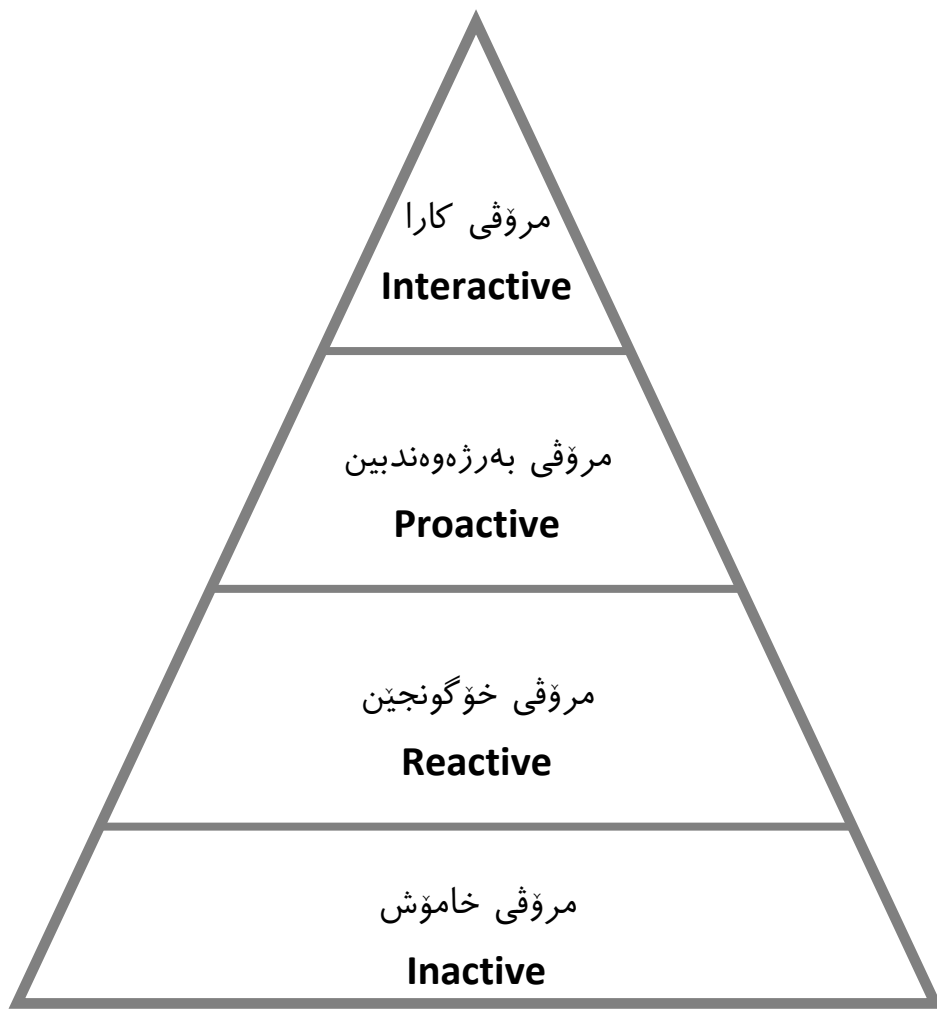 مرۆڤی کارا
Interactive
مرۆڤی بەرژەوەندبین
Proactive
مرۆڤی خۆگونجێن
Reactive
مرۆڤی خامۆش
Inactive